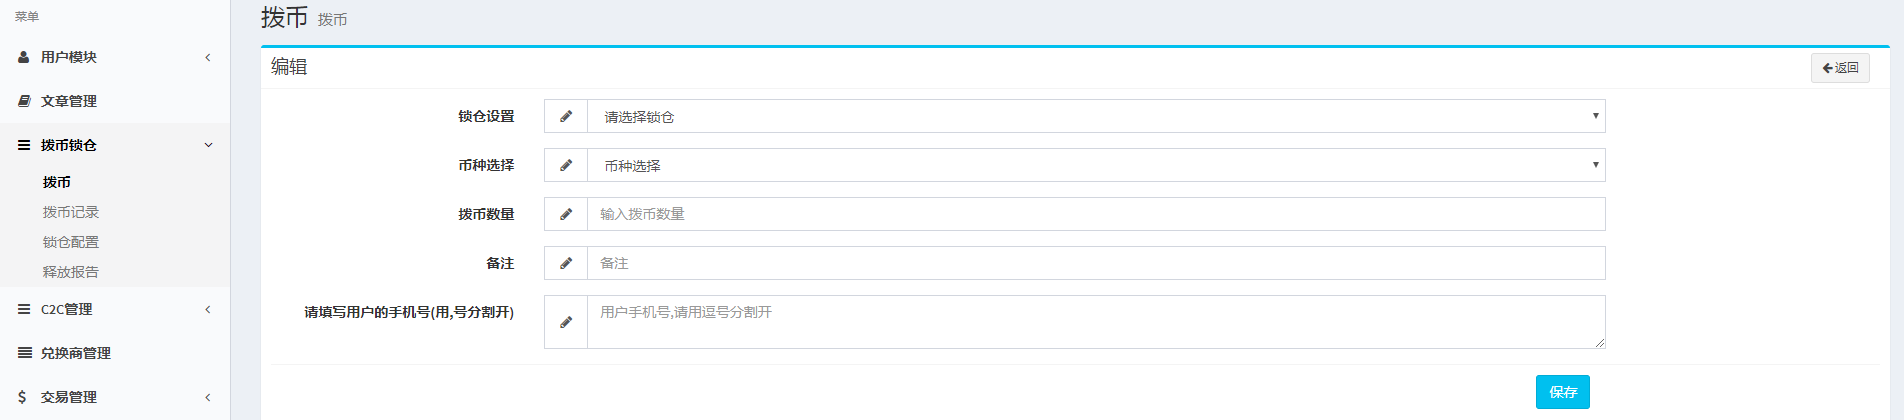 菜单
用户模块
文章管理
拨币锁仓
拨币
拨币记录
锁仓配置
释放报告
C2C管理
兑换商管理
交易管理
拨币 拨币
编辑
返回
锁仓设置 请选择锁仓
币种选择 币种选择
拨币数量 输入拨币数量
备注 备注
请填写用户的手机号(用,号分割开) 用户手机号,请用逗号分割开
保存